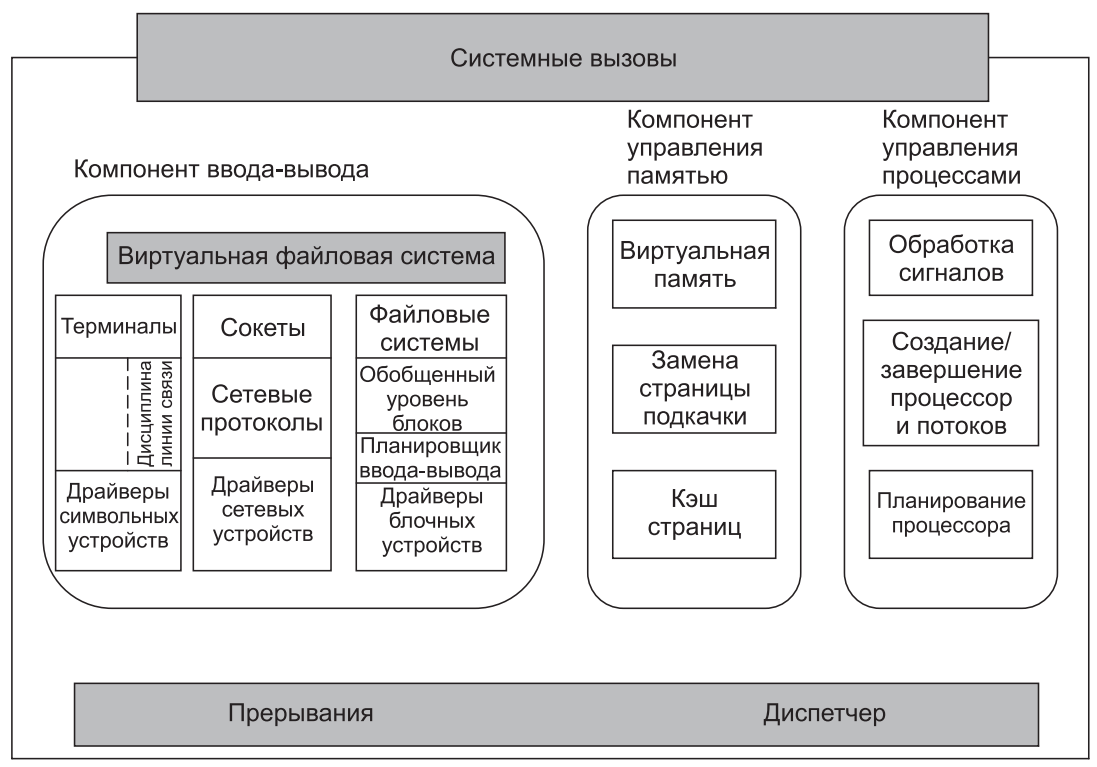 Системные вызовы
Компонент ввода-вывода
Виртуальная файловая система
Терминалы
Дисциплина
линии связи
Драйверы
символьных
устройств
Сокеты
Сетевые
протоколы
Драйверы
сетевых
устройств
Файловые
системы
Обобщенный
уровень
блоков
Планировщик
ввода-вывода
Драйверы
блочных
устройств
Компонент
управления
памятью
Виртуальная
память
Замена
страницы
подкачки
Кэш
страниц
Компонент
управления
процессами
Обработка
сигналов
Создание/
завершение
процессор
и потоков
Планирование
процессора
Прерывания
Диспетчер